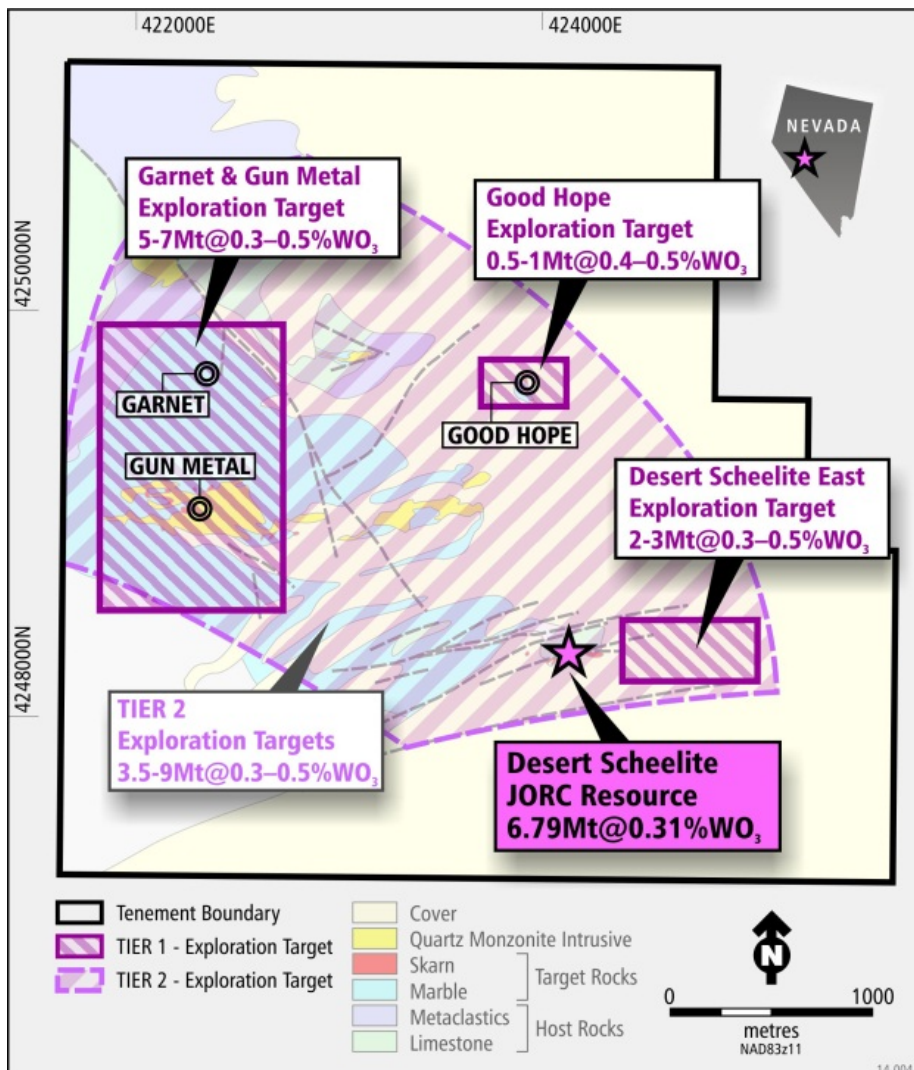 422000E
424000E
4250000N
4248000N
NEVADA
Garnet & Gun Metal
Exploration Target
5-7Mt@0.3–0.5%WO₃
Good Hope
Exploration Target
0.5-1Mt@0.4–0.5%WO₃
GARNET
GOOD HOPE
GUN METAL
Desert Scheelite East
Exploration Target
2-3Mt@0.3–0.5%WO₃
TIER 2
Exploration Targets
3.5-9Mt@0.3–0.5%WO₃
Desert Scheelite
JORC Resource
6.79Mt@0.31%WO₃
Tenement Boundary
TIER 1 - Exploration Target
TIER 2 - Exploration Target
Cover
Quartz Monzonite Intrusive
Skarn
Marble
Target Rocks
Metaclastics
Limestone
Host Rocks
N
0 1000
metres
NAD83z11